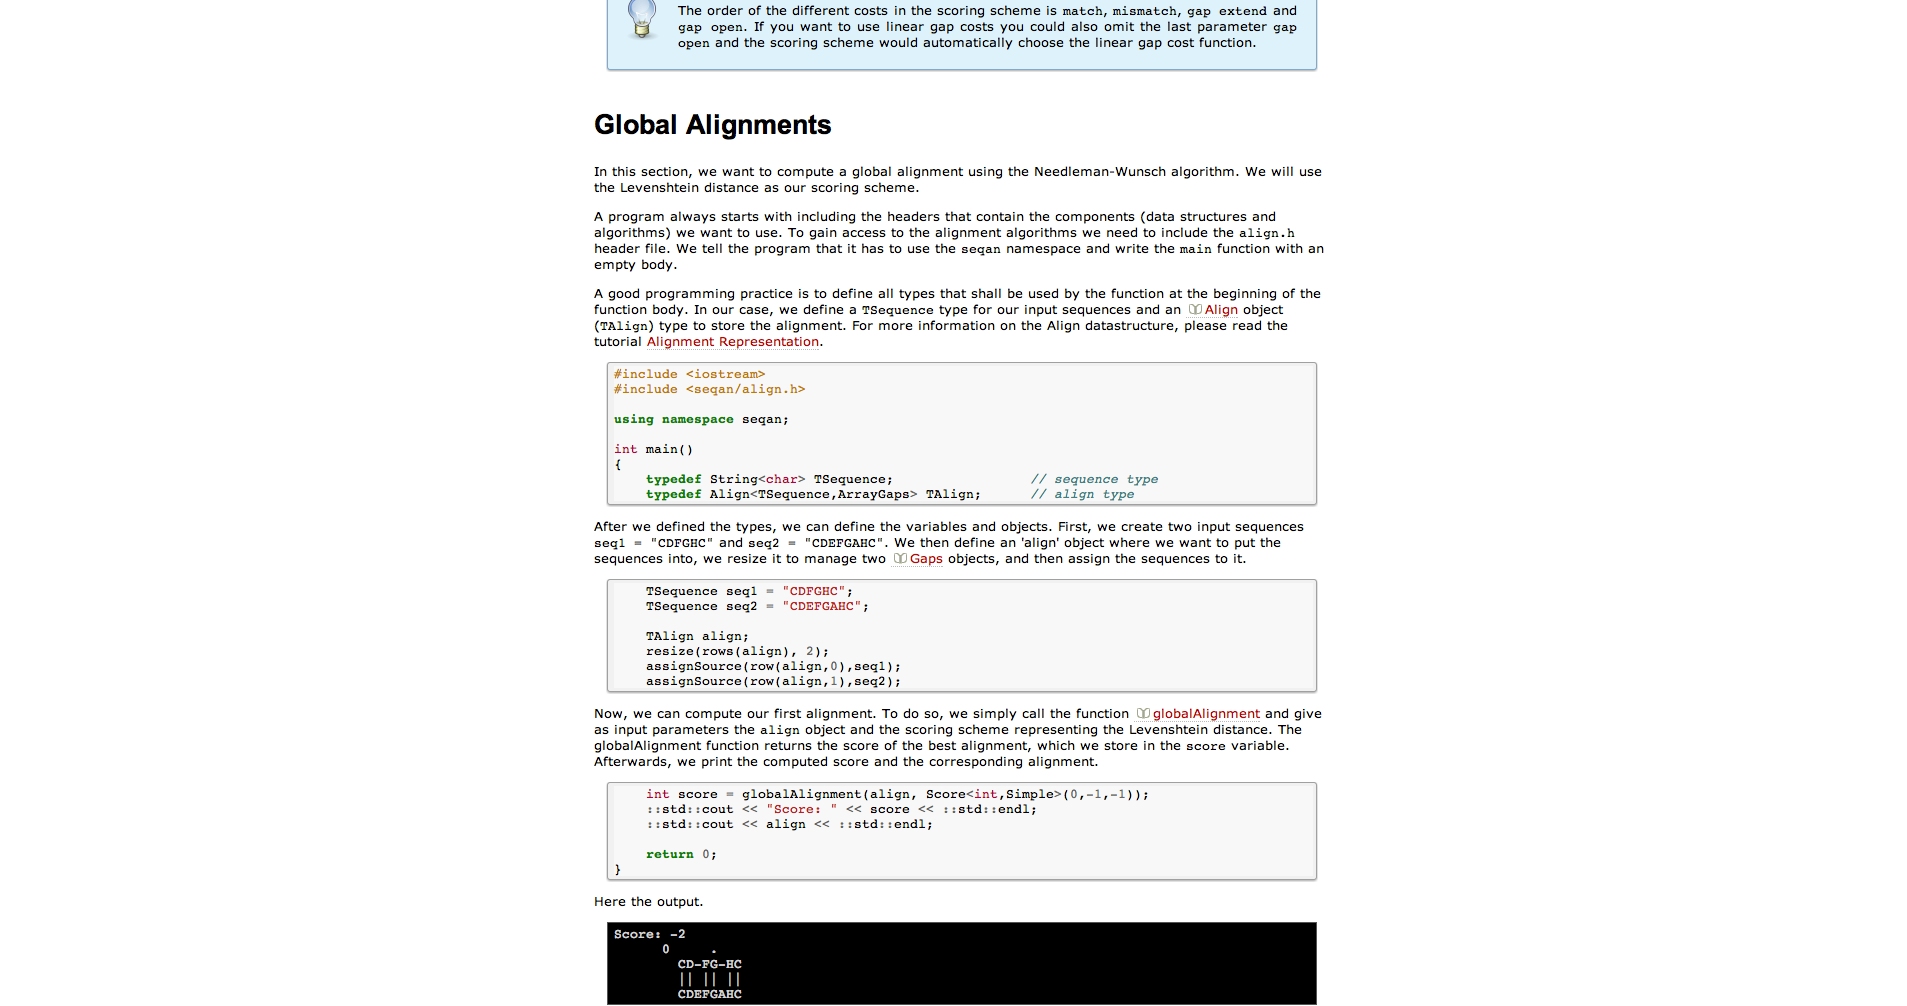 The order of the different costs in the scoring scheme is match, mismatch, gap extend and
gap open. If you want to use linear gap costs you could also omit the last parameter gap
open and the scoring scheme would automatically choose the linear gap cost function.
Global Alignments
In this section, we want to compute a global alignment using the Needleman-Wunsch algorithm. We will use
the Levenshtein distance as our scoring scheme.
A program always starts with including the headers that contain the components (data structures and
algorithms) we want to use. To gain access to the alignment algorithms we need to include the align.h
header file. We tell the program that it has to use the seqan namespace and write the main function with an
empty body.
A good programming practice is to define all types that shall be used by the function at the beginning of the
function body. In our case, we define a TSequence type for our input sequences and an Align object
(TAlign) type to store the alignment. For more information on the Align datastructure, please read the
tutorial Alignment Representation.
#include <iostream>
#include <seqan/align.h>
using namespace seqan;
int main()
{
typedef String<char> TSequence; // sequence type
typedef Align<TSequence,ArrayGaps> TAlign; // align type
After we defined the types, we can define the variables and objects. First, we create two input sequences
seq1 = "CDFGHC" and seq2 = "CDEFGAHC". We then define an 'align' object where we want to put the
sequences into, we resize it to manage two Gaps objects, and then assign the sequences to it.
TSequence seq1 = "CDFGHC";
TSequence seq2 = "CDEFGAHC";
TAlign align;
resize(rows(align), 2);
assignSource(row(align,0),seq1);
assignSource(row(align,1),seq2);
Now, we can compute our first alignment. To do so, we simply call the function globalAlignment and give
as input parameters the align object and the scoring scheme representing the Levenshtein distance. The
globalAlignment function returns the score of the best alignment, which we store in the score variable.
Afterwards, we print the computed score and the corresponding alignment.
int score = globalAlignment(align, Score<int,Simple>(0,-1,-1));
::std::cout << "Score: " << score << ::std::endl;
::std::cout << align << ::std::endl;
return 0;
}
Here the output.
Score: -2
0 .
CD-FG-HC
|| || ||
CDEFGAHC